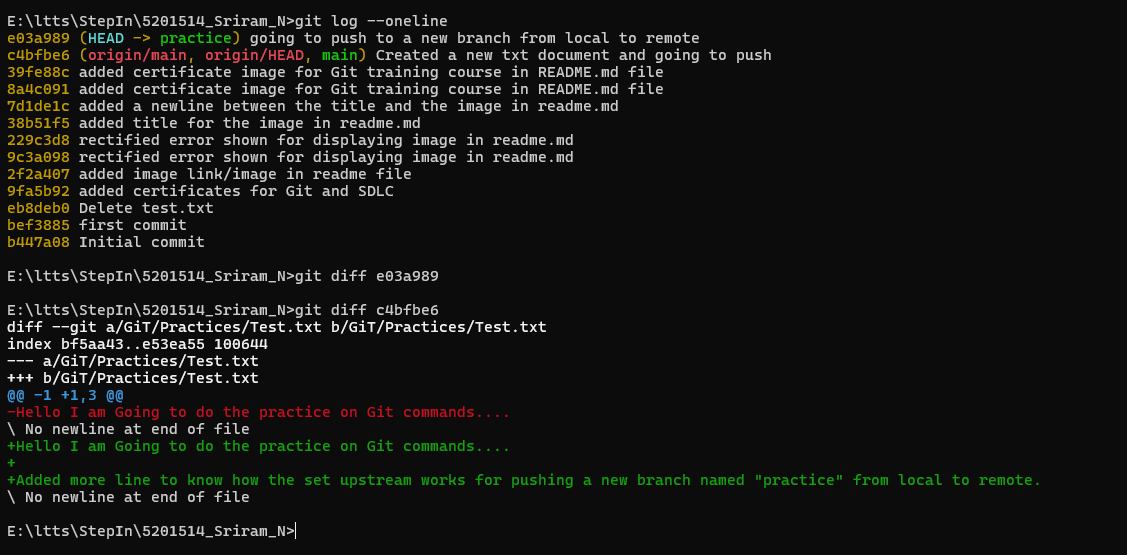 E:\ltts\StepIn\5201514_Sriram_N>git log --oneline
e03a989 (HEAD -> practice) going to push to a new branch from local to remote
c4bfbe6 (origin/main, origin/HEAD, main) Created a new txt document and going to push
39fe88c added certificate image for Git training course in README.md file
8a4c091 added certificate image for Git training course in README.md file
7d1de1c added a newline between the title and the image in readme.md
38b51f5 added title for the image in readme.md
229c3d8 rectified error shown for displaying image in readme.md
9c3a098 rectified error shown for displaying image in readme.md
2f2a407 added image link/image in readme file
9fa5b92 added certificates for Git and SDLC
eb8deb0 Delete test.txt
bef3885 first commit
b447a08 Initial commit
E:\ltts\StepIn\5201514_Sriram_N>git diff e03a989
E:\ltts\StepIn\5201514_Sriram_N>git diff c4bfbe6
diff --git a/GiT/Practices/Test.txt b/GiT/Practices/Test.txt
index bf5aa43..e53ea55 100644
--- a/GiT/Practices/Test.txt
+++ b/GiT/Practices/Test.txt
@@ -1 +1,3 @@
-Hello I am Going to do the practice on Git commands....
\ No newline at end of file
+Hello I am Going to do the practice on Git commands....
+
+Added more line to know how the set upstream works for pushing a new branch named "practice" from local to remote.
\ No newline at end of file
E:\ltts\StepIn\5201514_Sriram_N>